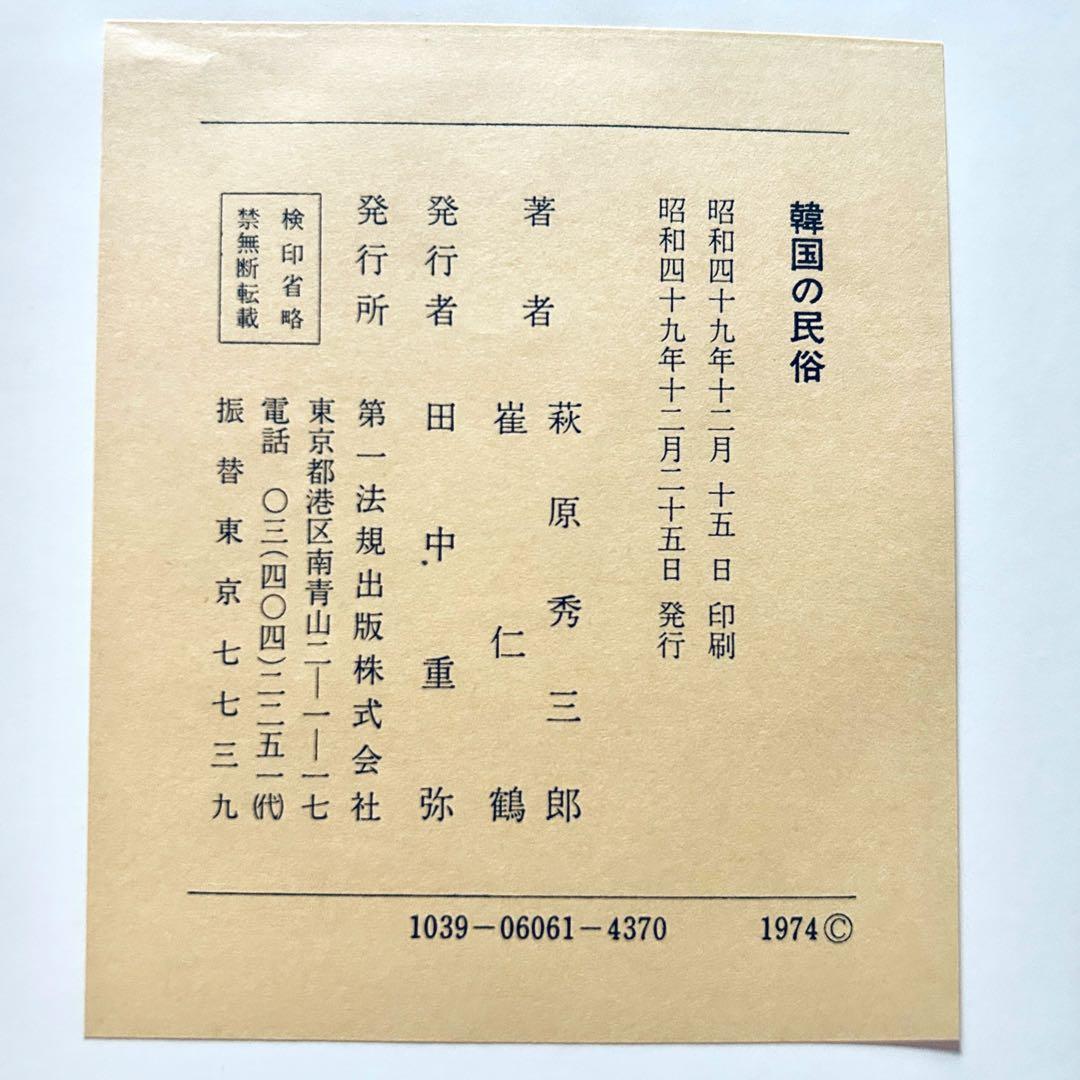 韓国の民俗
昭和四十九年十二月 十五 日 印刷
昭和四十九年十二月二十五日 発行
著者 萩原秀三郎
崔仁鶴
発行者 田中重弥
発行所 第一法規出版株式会社
東京都港区南青山二―一―一七
電話 〇三(四〇四)二二五一(代)
振替東京七七三九
検印省略
禁無断転載
1039-06061-4370 1974©